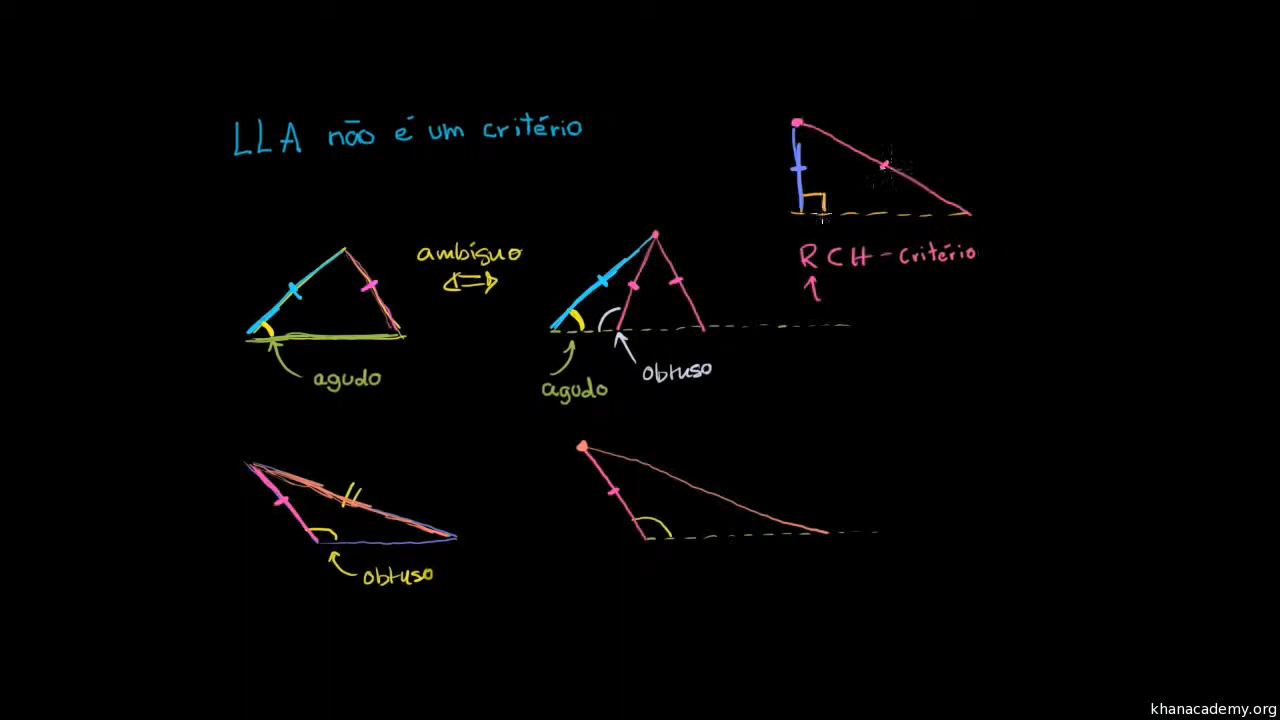 LLA não é um critério
ambíguo
RCH-critério
agudo
agudo
obtuso
obtuso
khanacademy.org